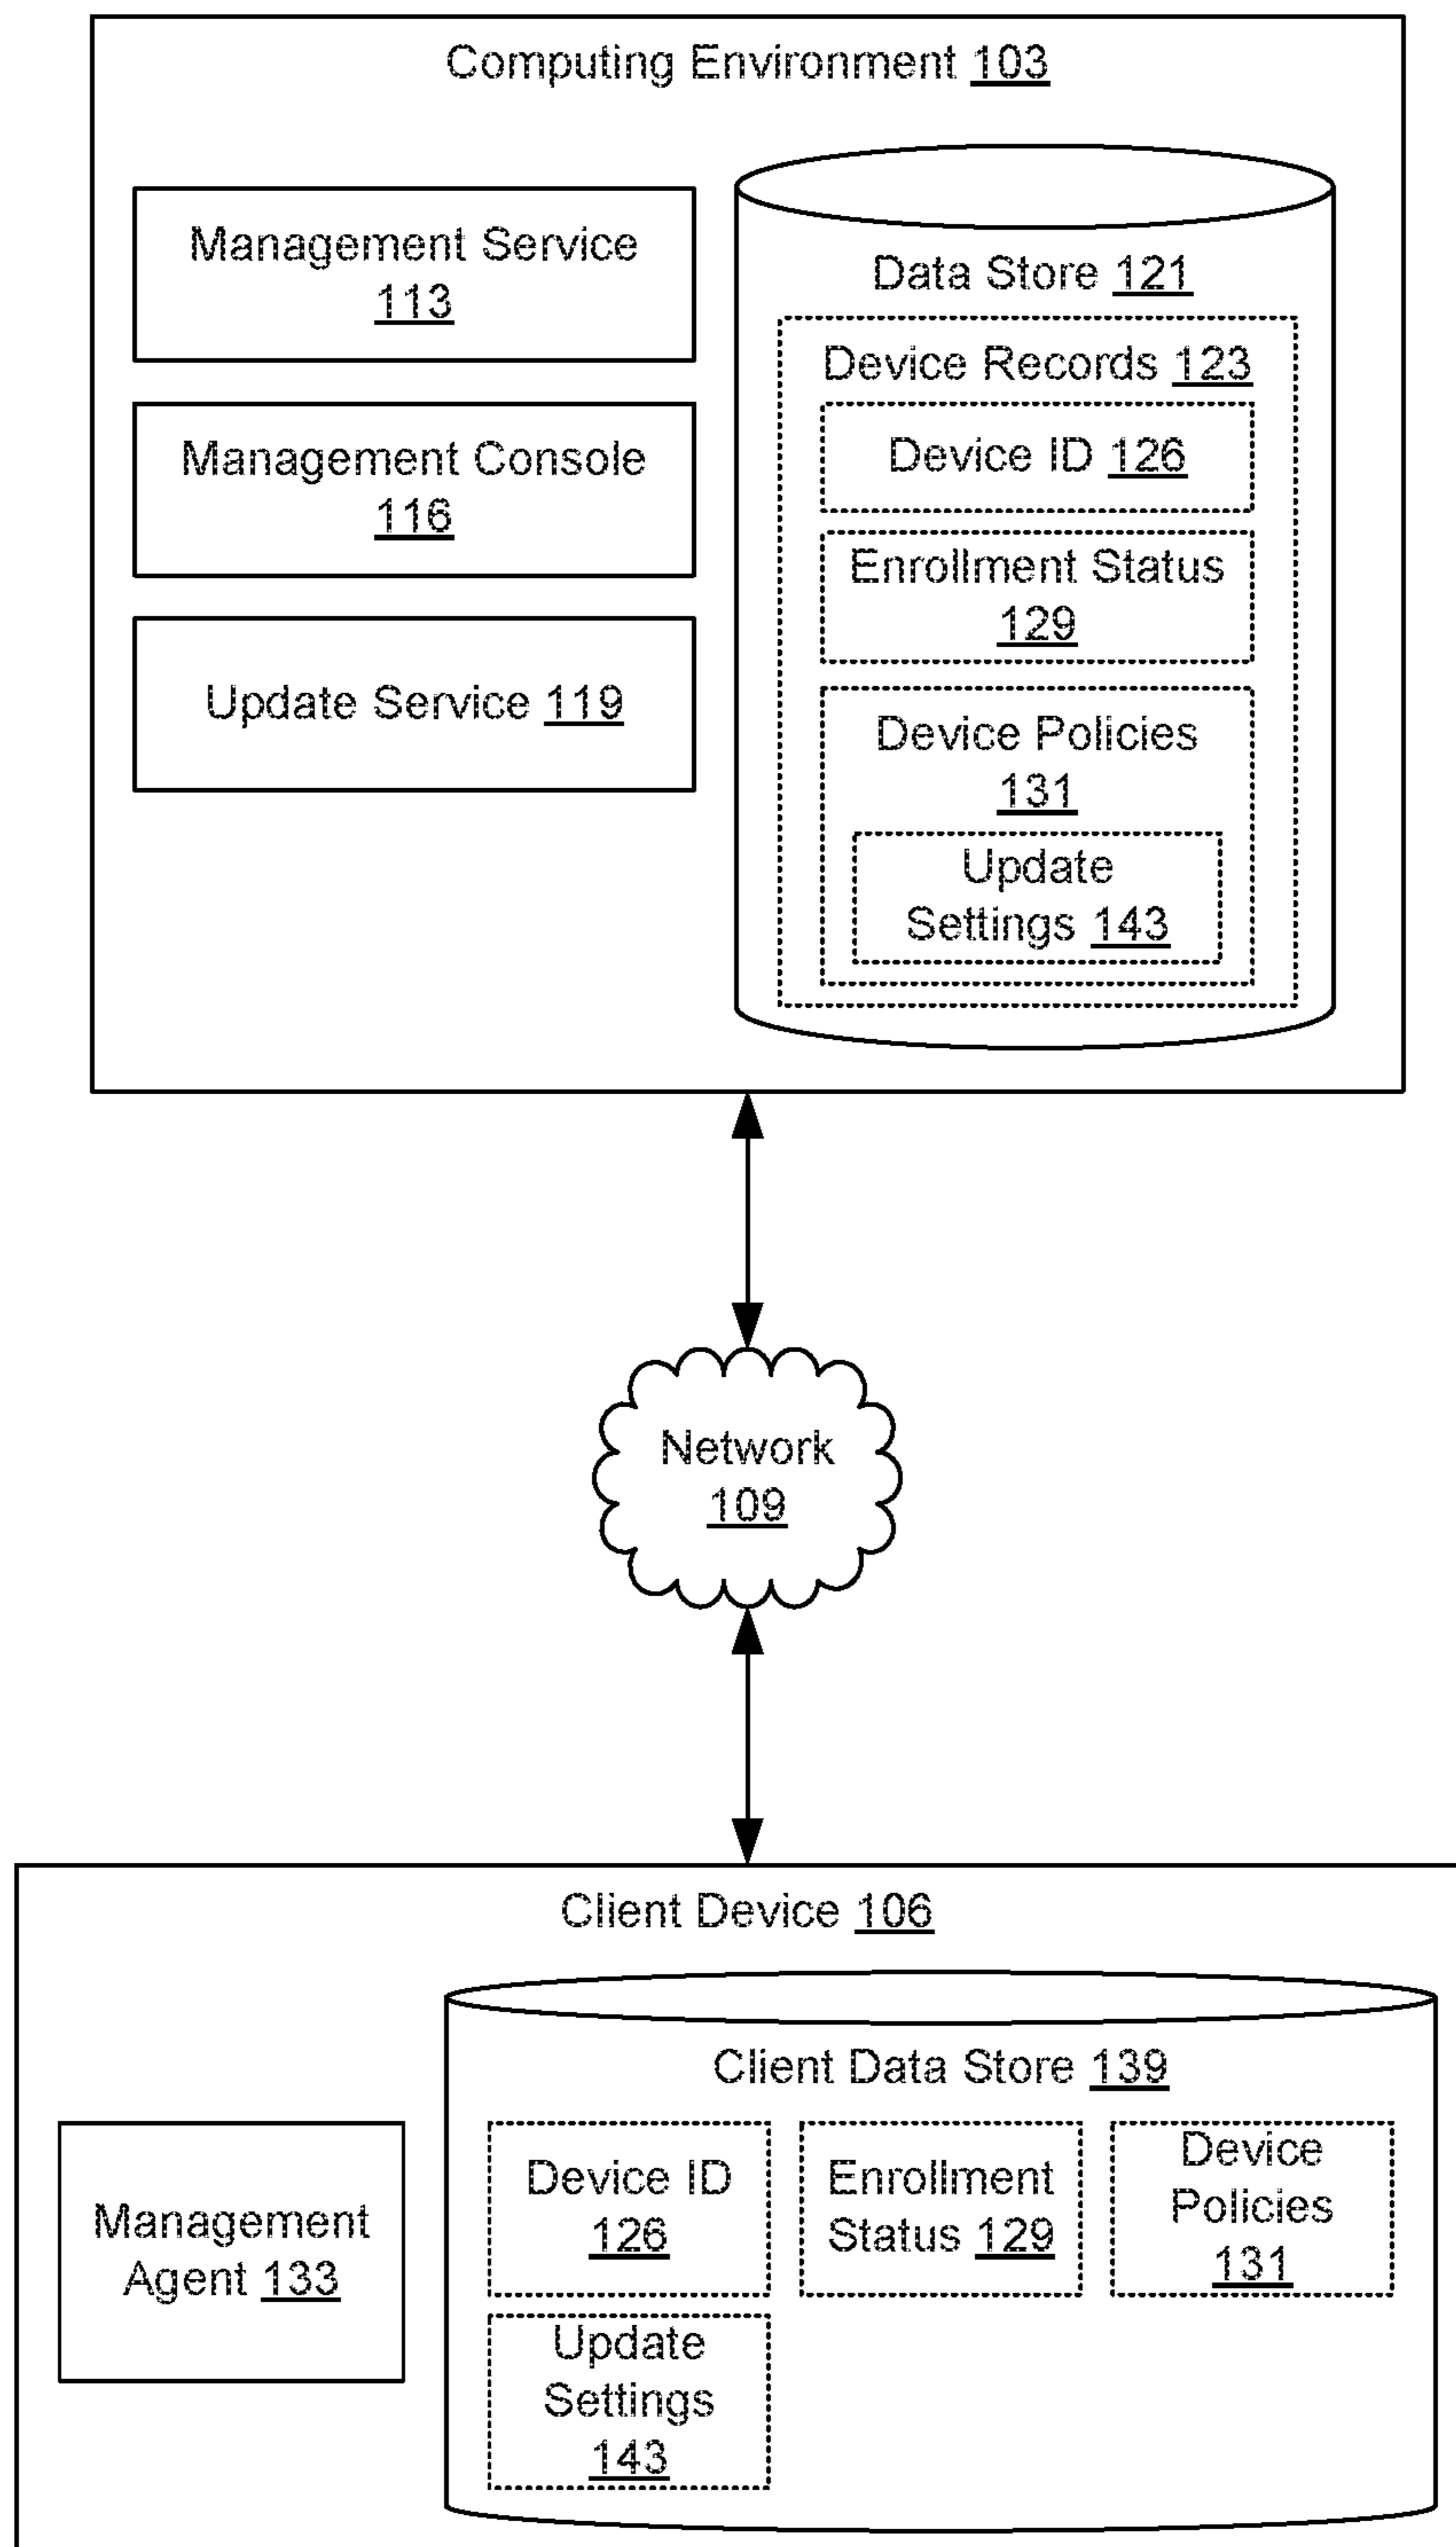 Computing Environment 103
Management Service
113
Management Console
116
Update Service 119
Data Store 121
Device Records 123
Device ID 126
Enrollment Status
129
Device Policies
131
Update
Settings 143
Network
109
Client Device 106
Management
Agent 133
Client Data Store 139
Device ID
126
Enrollment
Status 129
Device
Policies
131
Update
Settings
143